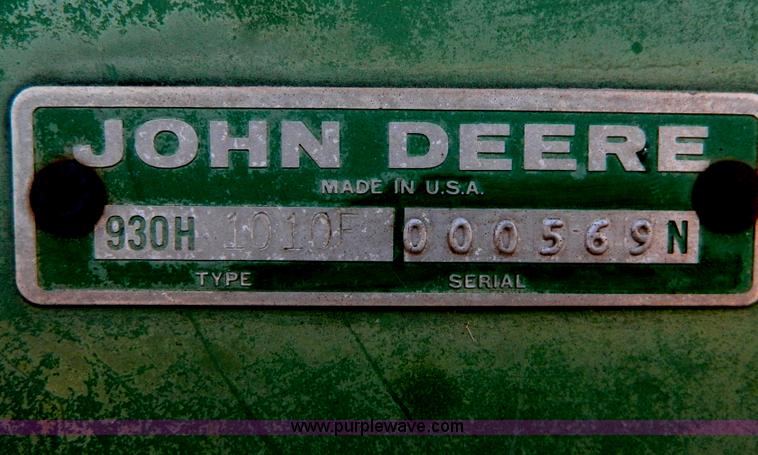 JOHN DEERE
MADE IN U.S.A.
930H 1010F 000569N
TYPE SERIAL
www.purplewave.com